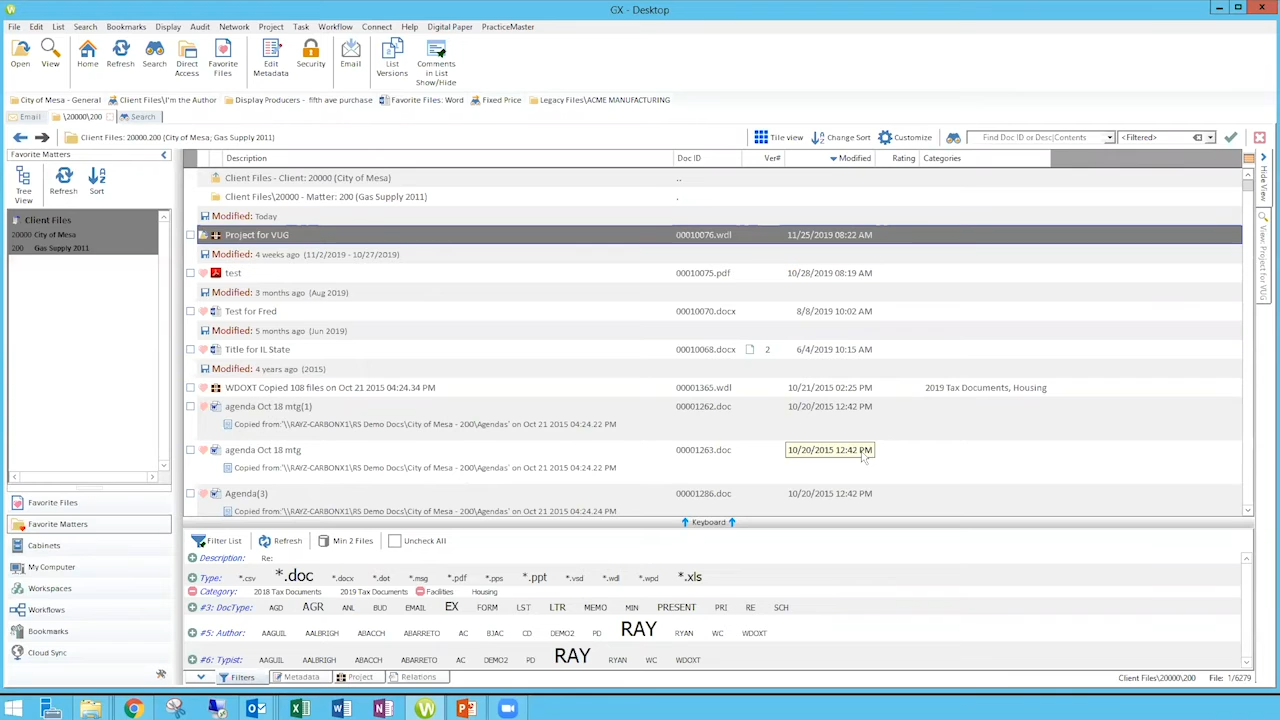 GX - Desktop
File Edit List Search Bookmarks Display Audit Network Project Task Workflow Connect Help Digital Paper PracticeMaster
Open View Home Refresh Search Direct Access Favorite Files Edit Metadata Security Email List Versions Comments in List Show/Hide
City of Mesa - General Client Files\I'm the Author Display Producers - fifth ave purchase Favorite Files: Word Fixed Price Legacy Files\ACME MANUFACTURING
Email \20000\200 Search
Client Files: 20000.200 (City of Mesa; Gas Supply 2011) Tile view Change Sort Customize Find Doc ID or Desc|Contents <Filtered>
Favorite Matters Description Doc ID Ver# Modified Rating Categories
Hide View
View: Project for VUG
Tree View Refresh Sort
Client Files
20000 City of Mesa
200 Gas Supply 2011
Client Files - Client: 20000 (City of Mesa) ..
Client Files\20000 - Matter: 200 (Gas Supply 2011) .
Modified: Today
Project for VUG 00010076.wdl 11/25/2019 08:22 AM
Modified: 4 weeks ago (11/2/2019 - 10/27/2019)
test 00010075.pdf 10/28/2019 08:19 AM
Modified: 3 months ago (Aug 2019)
Test for Fred 00010070.docx 8/8/2019 10:02 AM
Modified: 5 months ago (Jun 2019)
Title for IL State 00010068.docx 2 6/4/2019 10:15 AM
Modified: 4 years ago (2015)
WDOXT Copied 108 files on Oct 21 2015 04:24.34 PM 00001365.wdl 10/21/2015 02:25 PM 2019 Tax Documents, Housing
agenda Oct 18 mtg(1) 00001262.doc 10/20/2015 12:42 PM
Copied from:'\\RAYZ-CARBONX1\RS Demo Docs\City of Mesa - 200\Agendas' on Oct 21 2015 04:24.22 PM
agenda Oct 18 mtg 00001263.doc 10/20/2015 12:42 PM
Copied from:'\\RAYZ-CARBONX1\RS Demo Docs\City of Mesa - 200\Agendas' on Oct 21 2015 04:24.22 PM
Agenda(3) 00001286.doc 10/20/2015 12:42 PM
Copied from:'\\RAYZ-CARBONX1\RS Demo Docs\City of Mesa - 200\Agendas' on Oct 21 2015 04:24.24 PM
Keyboard
Favorite Files
Favorite Matters
Cabinets
My Computer
Workspaces
Workflows
Bookmarks
Cloud Sync
Filter List Refresh Min 2 Files Uncheck All
Description: Re:
Type: *.csv *.doc *.docx *.dot *.msg *.pdf *.pps *.ppt *.vsd *.wdl *.wpd *.xls
Category: 2018 Tax Documents 2019 Tax Documents Facilities Housing
#3: DocType: AGD AGR ANL BUD EMAIL EX FORM LST LTR MEMO MIN PRESENT PRI RE SCH
#5: Author: AAGUIL AALBRIGH ABACCH ABARRETO AC BJAC CD DEMO2 PD RAY RYAN WC WDOXT
#6: Typist: AAGUIL AALBRIGH ABACCH ABARRETO AC DEMO2 PD RAY RYAN WC WDOXT
Filters Metadata Project Relations Client Files\20000\200 File: 1/6279